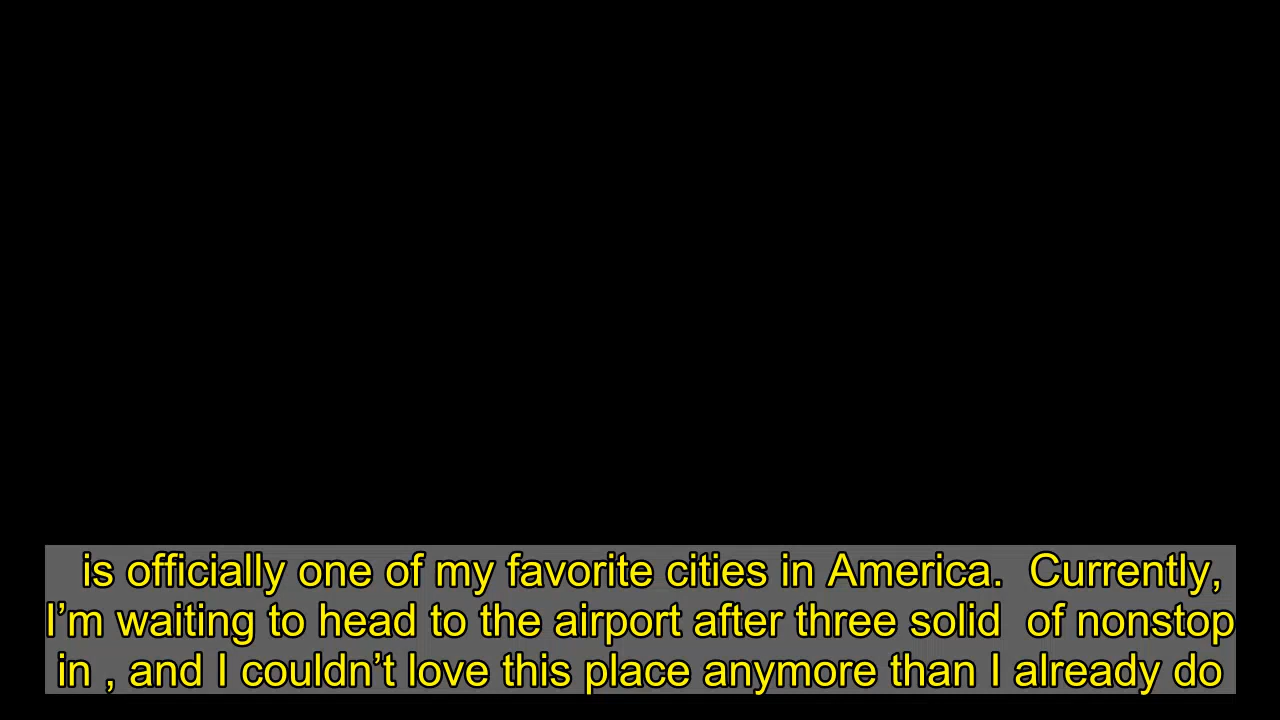 is officially one of my favorite cities in America.  Currently,
I’m waiting to head to the airport after three solid  of nonstop
in , and I couldn’t love this place anymore than I already do